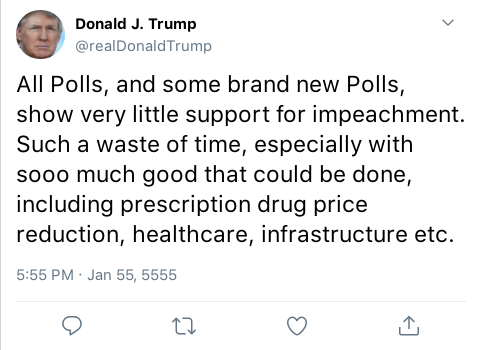 Donald J. Trump
@realDonaldTrump
All Polls, and some brand new Polls,
show very little support for impeachment.
Such a waste of time, especially with
sooo much good that could be done,
including prescription drug price
reduction, healthcare, infrastructure etc.
5:55 PM · Jan 55, 5555